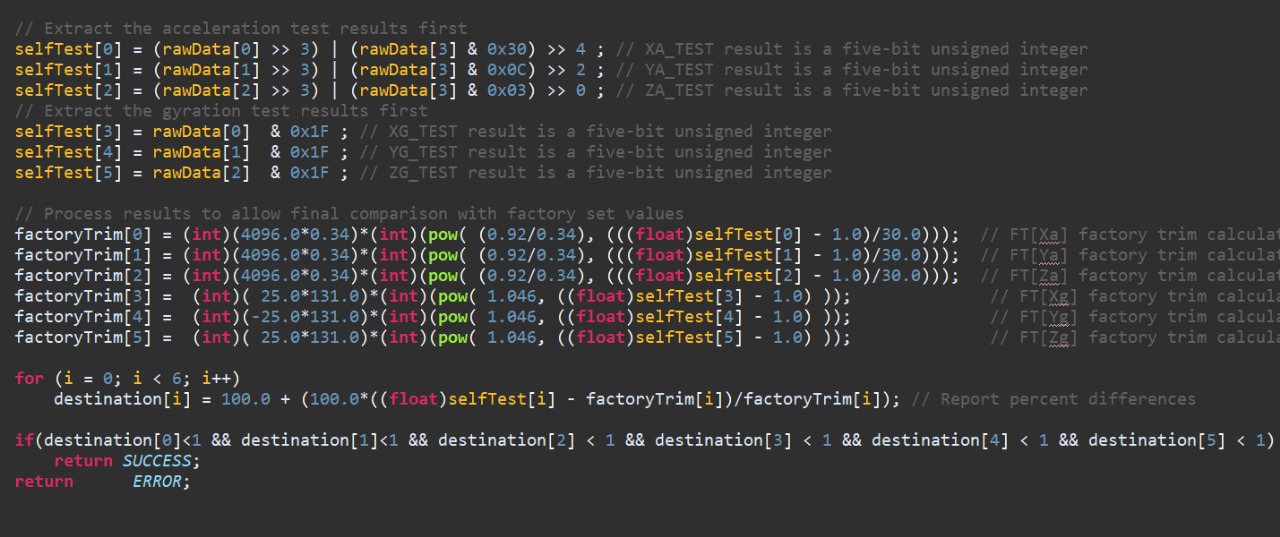 // Extract the acceleration test results first
selfTest[0] = (rawData[0] >> 3) | (rawData[3] & 0x30) >> 4 ; // XA_TEST result is a five-bit unsigned integer
selfTest[1] = (rawData[1] >> 3) | (rawData[3] & 0x0C) >> 2 ; // YA_TEST result is a five-bit unsigned integer
selfTest[2] = (rawData[2] >> 3) | (rawData[3] & 0x03) >> 0 ; // ZA_TEST result is a five-bit unsigned integer
// Extract the gyration test results first
selfTest[3] = rawData[0]  & 0x1F ; // XG_TEST result is a five-bit unsigned integer
selfTest[4] = rawData[1]  & 0x1F ; // YG_TEST result is a five-bit unsigned integer
selfTest[5] = rawData[2]  & 0x1F ; // ZG_TEST result is a five-bit unsigned integer
// Process results to allow final comparison with factory set values
factoryTrim[0] = (int)(4096.0*0.34)*(int)(pow( (0.92/0.34), (((float)selfTest[0] - 1.0)/30.0)));  // FT[Xa] factory trim calculat
factoryTrim[1] = (int)(4096.0*0.34)*(int)(pow( (0.92/0.34), (((float)selfTest[1] - 1.0)/30.0)));  // FT[Ya] factory trim calculat
factoryTrim[2] = (int)(4096.0*0.34)*(int)(pow( (0.92/0.34), (((float)selfTest[2] - 1.0)/30.0)));  // FT[Za] factory trim calculat
factoryTrim[3] =  (int)( 25.0*131.0)*(int)(pow( 1.046, ((float)selfTest[3] - 1.0) ));              // FT[Xg] factory trim calcula
factoryTrim[4] =  (int)(-25.0*131.0)*(int)(pow( 1.046, ((float)selfTest[4] - 1.0) ));              // FT[Yg] factory trim calcula
factoryTrim[5] =  (int)( 25.0*131.0)*(int)(pow( 1.046, ((float)selfTest[5] - 1.0) ));              // FT[Zg] factory trim calcula
for (i = 0; i < 6; i++)
    destination[i] = 100.0 + (100.0*((float)selfTest[i] - factoryTrim[i])/factoryTrim[i]); // Report percent differences
if(destination[0]<1 && destination[1]<1 && destination[2] < 1 && destination[3] < 1 && destination[4] < 1 && destination[5] < 1)
    return SUCCESS;
return      ERROR;